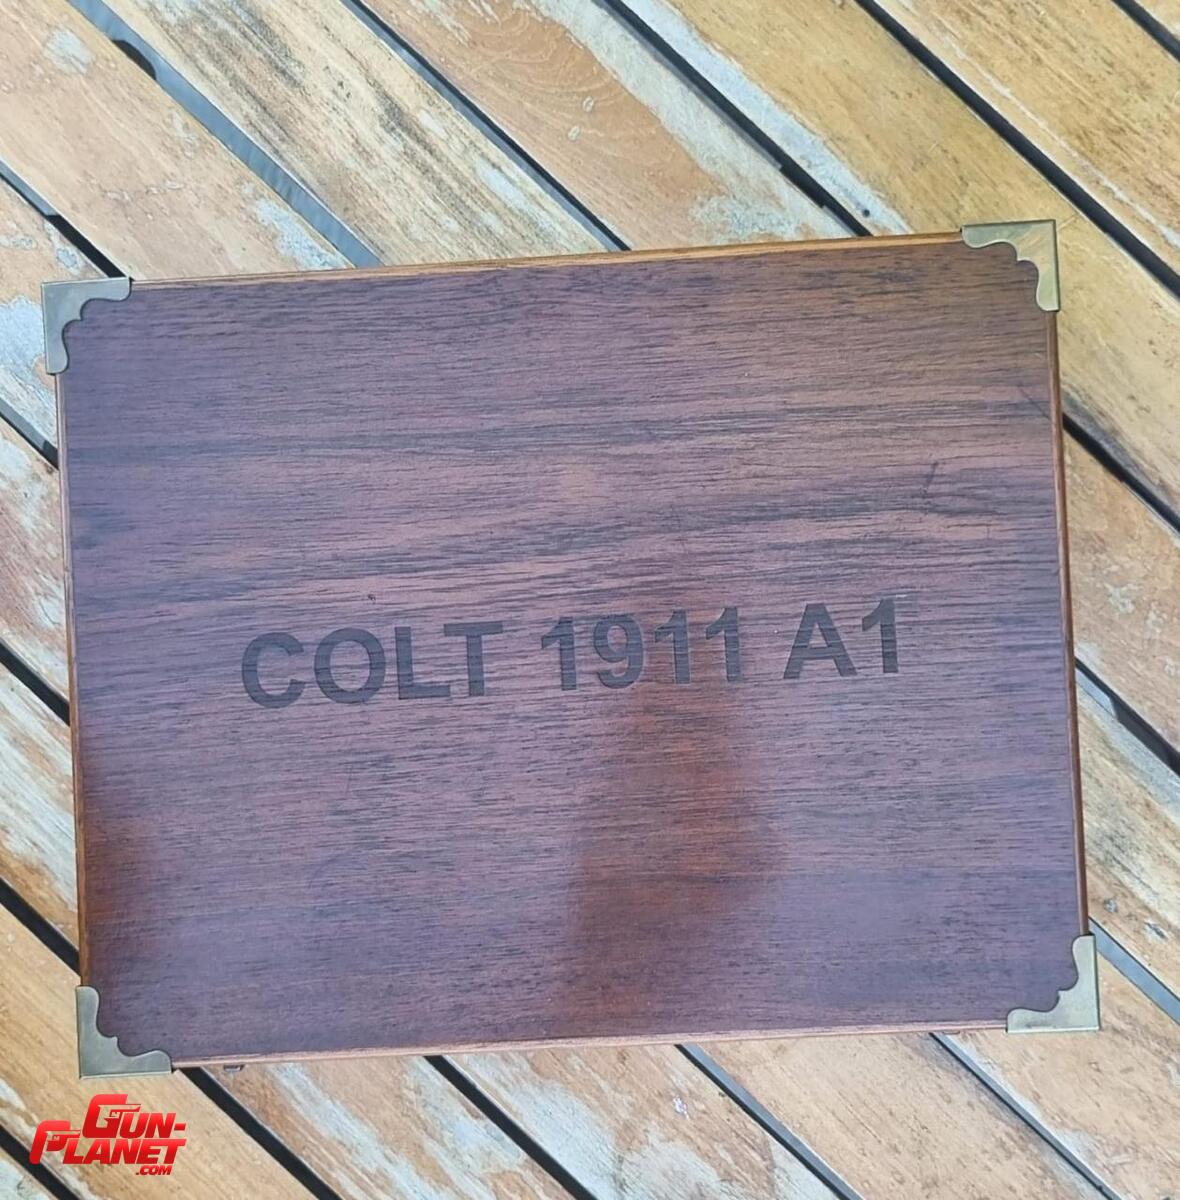 COLT 1911 A1
GUN-
PLANET
.COM